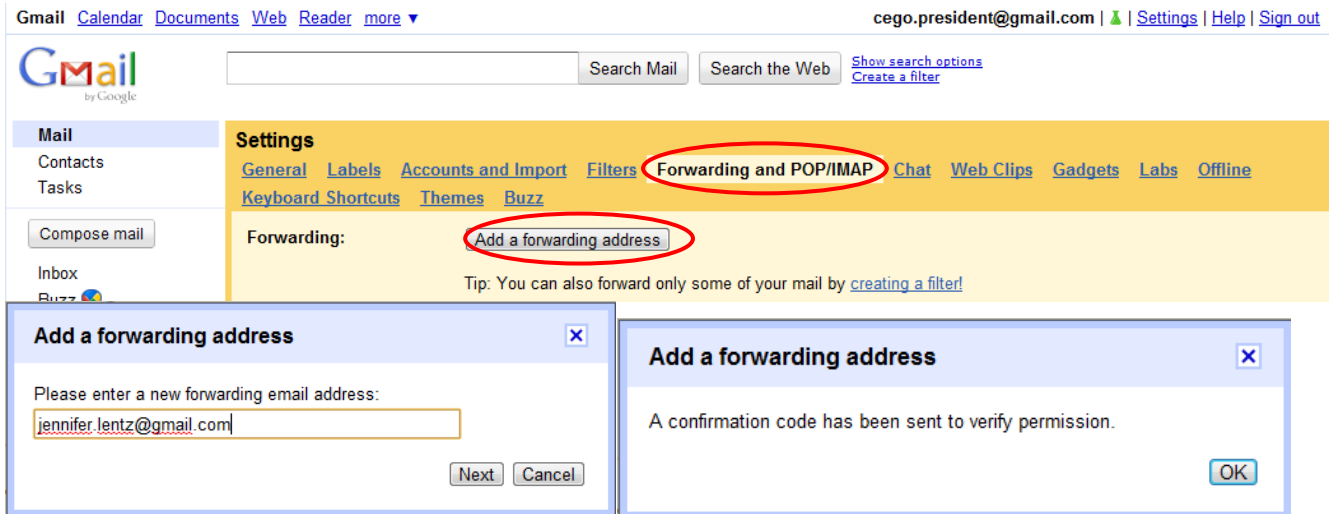 Gmail Calendar Documents Web Reader more ▼ cego.president@gmail.com | Settings | Help | Sign out
Gmail
by Google
Search Mail Search the Web Show search options
Create a filter
Mail
Contacts
Tasks
Compose mail
Inbox
Buzz
Settings
General Labels Accounts and Import Filters Forwarding and POP/IMAP Chat Web Clips Gadgets Labs Offline
Keyboard Shortcuts Themes Buzz
Forwarding: Add a forwarding address
Tip: You can also forward only some of your mail by creating a filter!
Add a forwarding address
Please enter a new forwarding email address:
jennifer.lentz@gmail.com
Next Cancel
Add a forwarding address
A confirmation code has been sent to verify permission.
OK